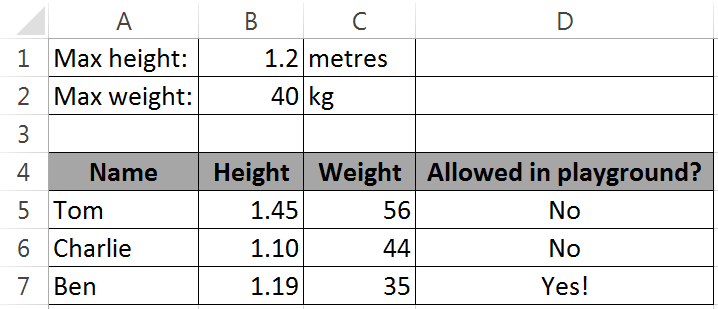 A B C D
1 Max height: 1.2 metres
2 Max weight: 40 kg
3
4 Name Height Weight Allowed in playground?
5 Tom 1.45 56 No
6 Charlie 1.10 44 No
7 Ben 1.19 35 Yes!